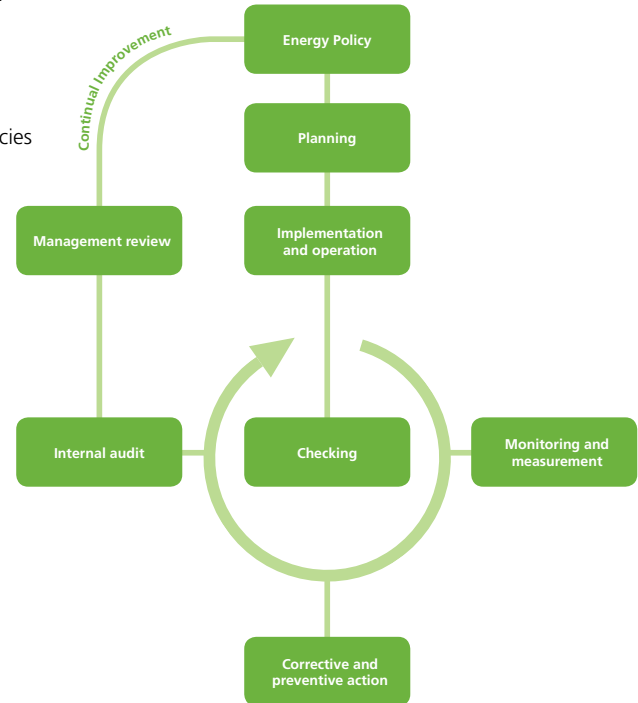 Energy Policy
Continual Improvement
Planning
cies
Management review
Implementation
and operation
Internal audit
Checking
Monitoring and
measurement
Corrective and
preventive action